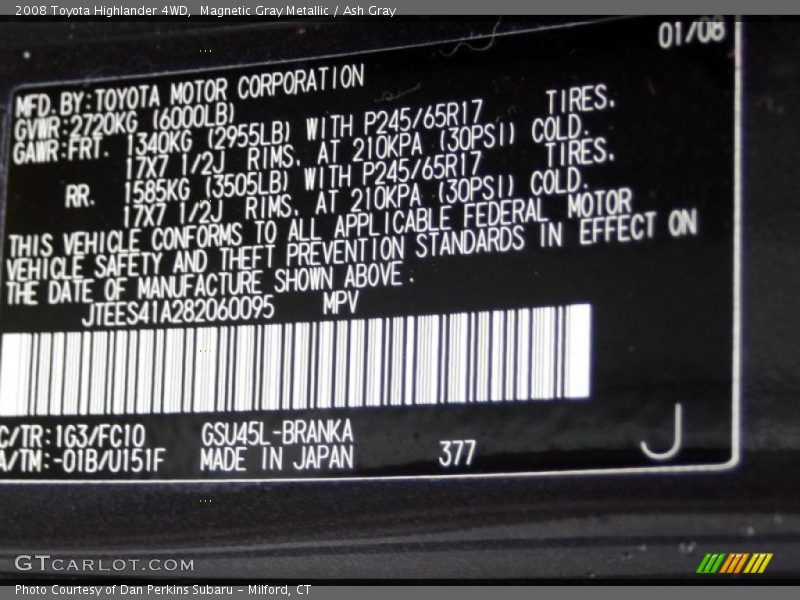 2008 Toyota Highlander 4WD,  Magnetic Gray Metallic / Ash Gray
01/08
MFD. BY:TOYOTA MOTOR CORPORATION
GVWR:2720KG (6000LB)
GAWR:FRT. 1340KG (2955LB) WITH P245/65R17 TIRES.
17X7 1/2J RIMS. AT 210KPA (30PSI) COLD.
RR. 1585KG (3505LB) WITH P245/65R17 TIRES.
17X7 1/2J RIMS. AT 210KPA (30PSI) COLD.
THIS VEHICLE CONFORMS TO ALL APPLICABLE FEDERAL MOTOR
VEHICLE SAFETY AND THEFT PREVENTION STANDARDS IN EFFECT ON
THE DATE OF MANUFACTURE SHOWN ABOVE.
JTEES41A282060095 MPV
C/TR:1G3/FC10 GSU45L-BRANKA
A/TM:-01B/U151F MADE IN JAPAN 377 J
GTCARLOT.COM
Photo Courtesy of Dan Perkins Subaru - Milford, CT